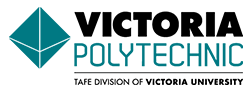 VICTORIA
POLYTECHNIC
TAFE DIVISION OF VICTORIA UNIVERSITY